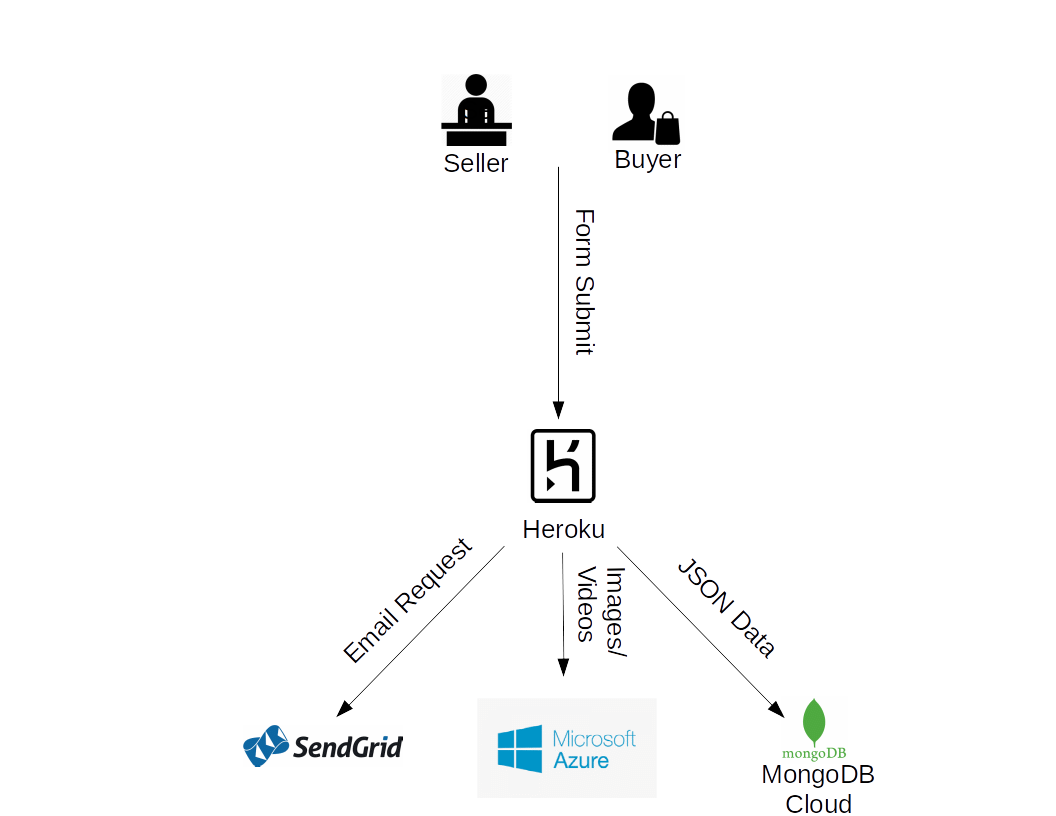 Seller
Buyer
Form Submit
Heroku
Email Request
Images/
Videos
JSON Data
SendGrid
Microsoft
Azure
mongoDB
MongoDB
Cloud